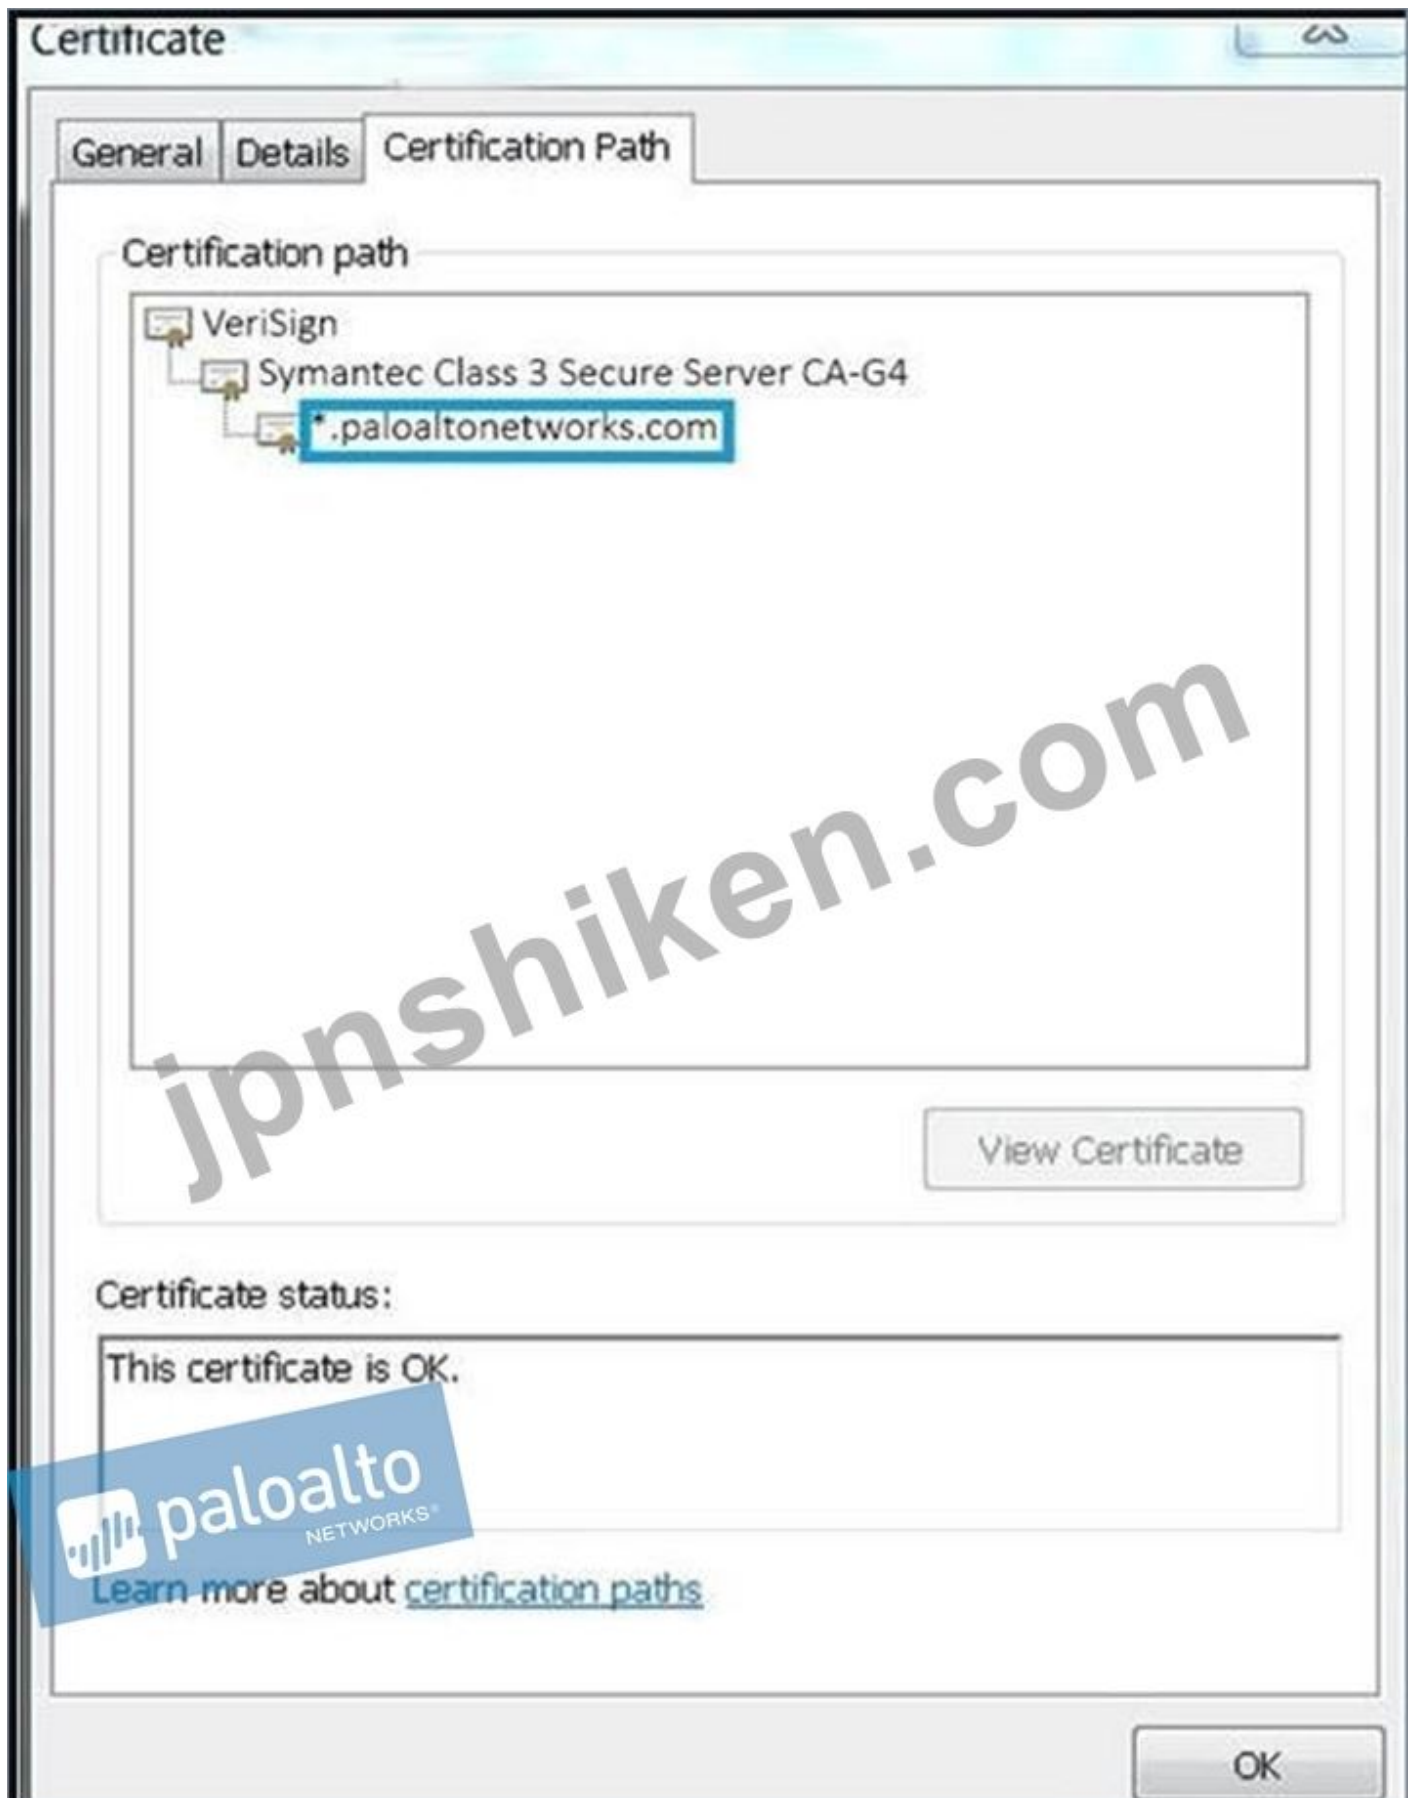 Certificate
General Details Certification Path
Certification path
VeriSign
Symantec Class 3 Secure Server CA-G4
*.paloaltonetworks.com
jpnshiken.com
View Certificate
Certificate status:
This certificate is OK.
paloalto
NETWORKS®
Learn more about certification paths
OK